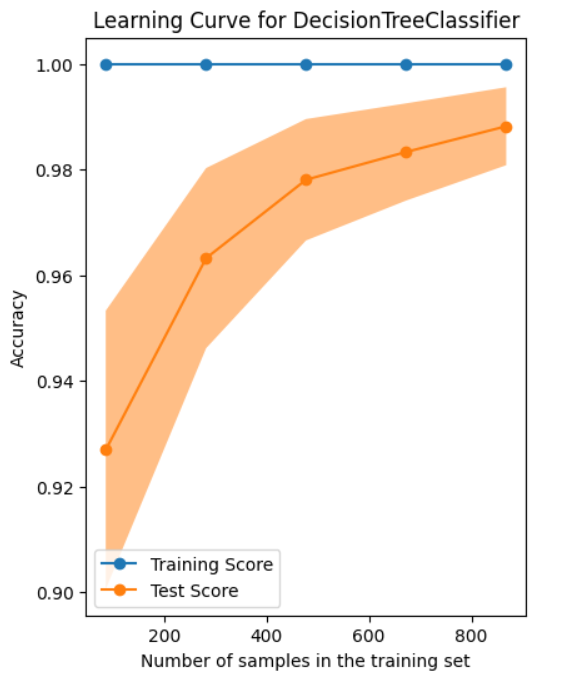 Learning Curve for DecisionTreeClassifier
1.00
0.98
0.96
0.94
0.92
0.90
Accuracy
Training Score
Test Score
200 400 600 800
Number of samples in the training set